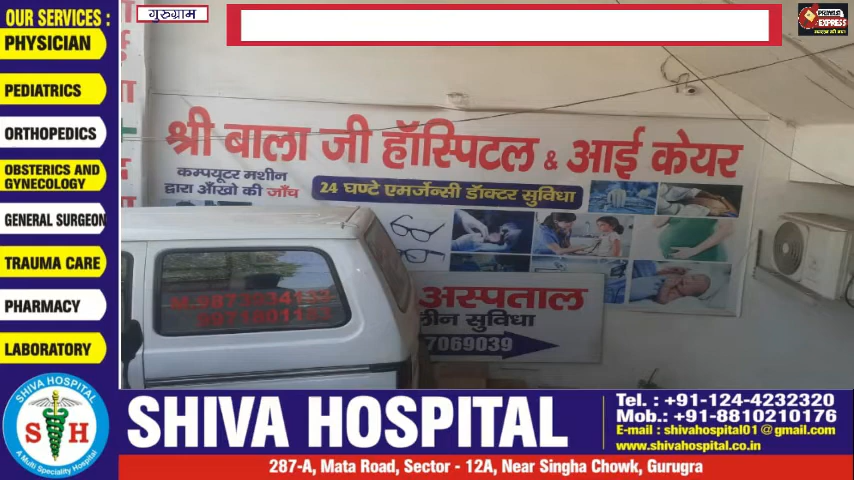 OUR SERVICES :
PHYSICIAN
PEDIATRICS
ORTHOPEDICS
OBSTERICS AND
GYNECOLOGY
GENERAL SURGEON
TRAUMA CARE
PHARMACY
LABORATORY
गुरुग्राम
PRINCE
EXPRESS
श्री बाला जी हॉस्पिटल & आई केयर
कम्पयूटर मशीन
द्वारा आँखो की जाँच
24 घण्टे एमर्जेन्सी डॉक्टर सुविधा
अस्पताल
सुविधा
7069039
SHIVA HOSPITAL
S H
A Multi Speciality Hospital
SHIVA HOSPITAL
Tel. : +91-124-4232320
Mob.: +91-8810210176
E-mail : shivahospital01@gmail.com
www.shivahospital.co.in
287-A, Mata Road, Sector - 12A, Near Singha Chowk, Gurugra